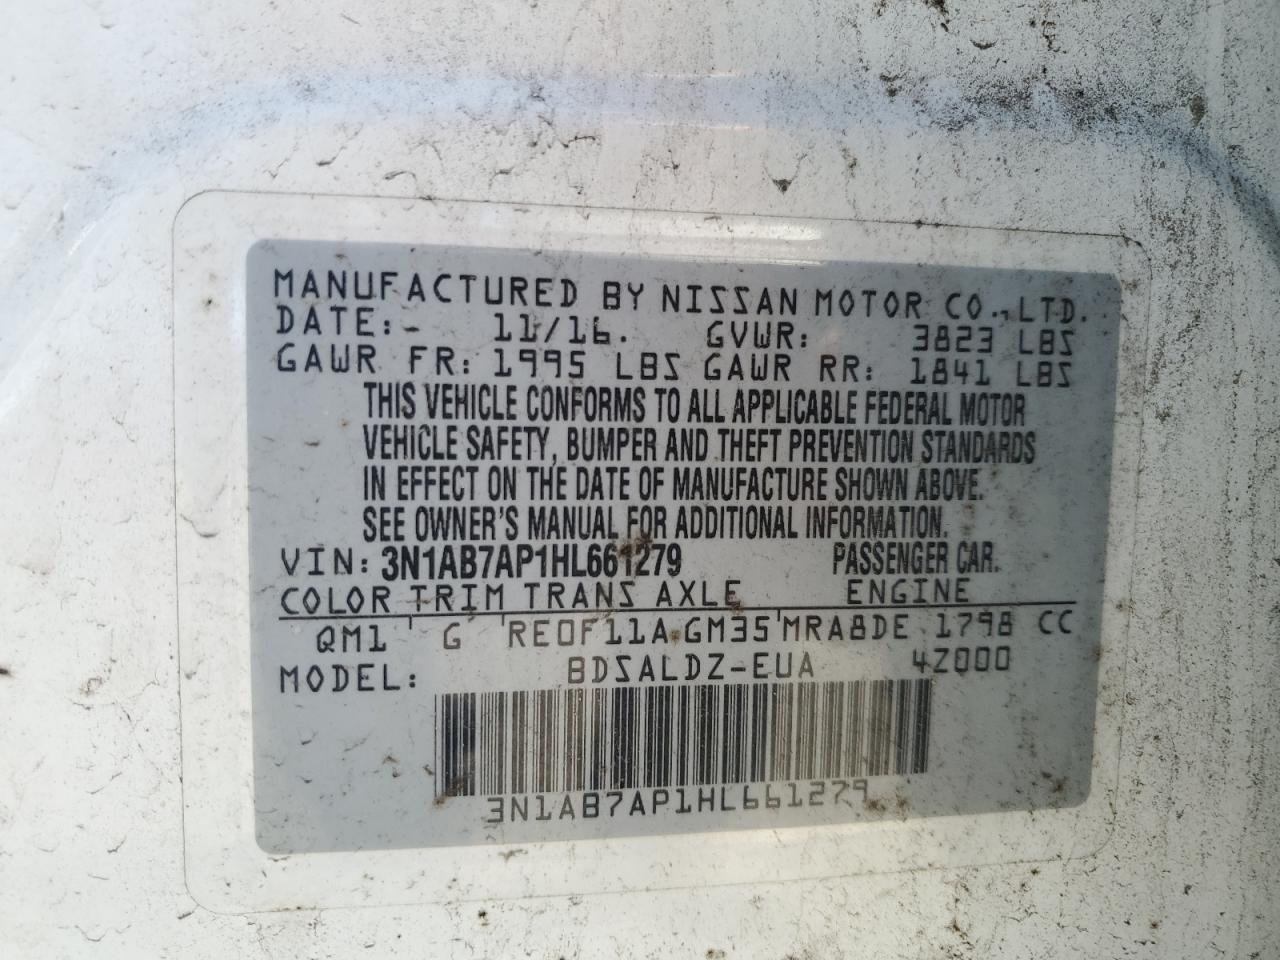 MANUFACTURED BY NISSAN MOTOR CO.,LTD.
DATE:- 11/16. GVWR: 3823 LBS
GAWR FR: 1995 LBS GAWR RR: 1841 LBS
THIS VEHICLE CONFORMS TO ALL APPLICABLE FEDERAL MOTOR
VEHICLE SAFETY, BUMPER AND THEFT PREVENTION STANDARDS
IN EFFECT ON THE DATE OF MANUFACTURE SHOWN ABOVE.
SEE OWNER'S MANUAL FOR ADDITIONAL INFORMATION.
VIN: 3N1AB7AP1HL661279 PASSENGER CAR.
COLOR TRIM TRANS AXLE ENGINE
QM1 G RE0F11A GM35 MRA8DE 1798 CC
MODEL: BDSALDZ-EUA 4Z000
3N1AB7AP1HL661279